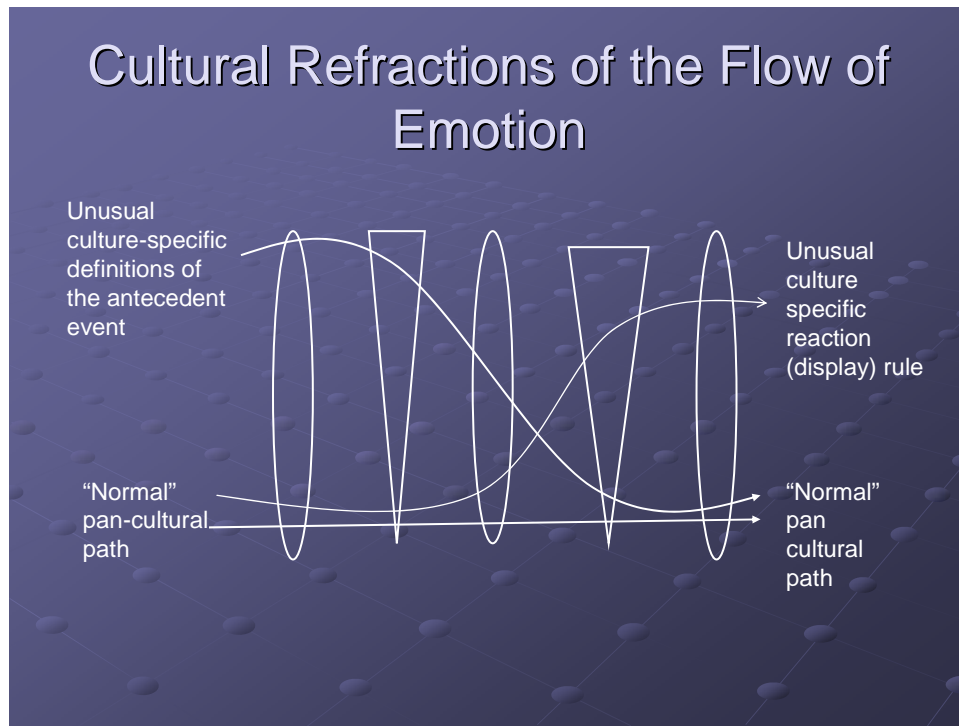 Cultural Refractions of the Flow of
Emotion
Unusual
culture-specific
definitions of
the antecedent
event
Unusual
culture
specific
reaction
(display) rule
“Normal”
pan-cultural
path
“Normal”
pan
cultural
path